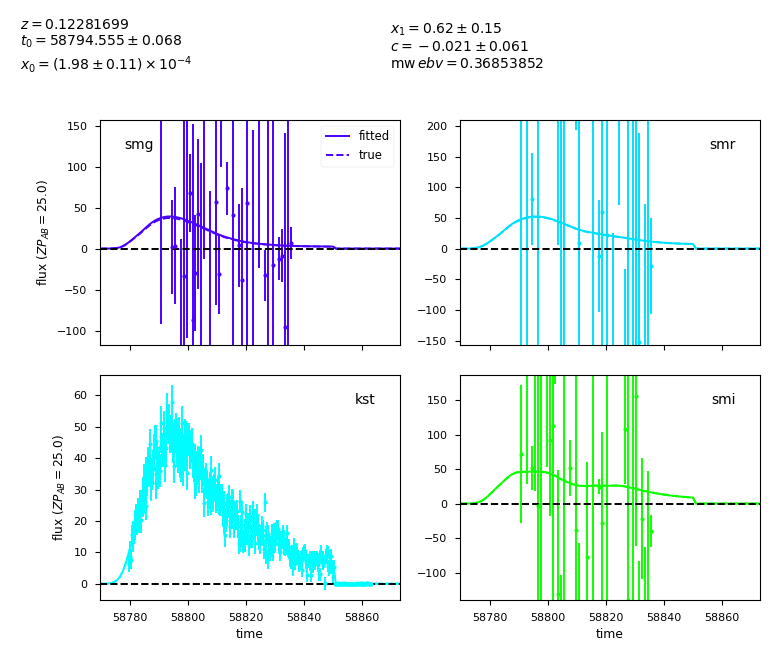 z = 0.12281699
t₀ = 58794.555 ± 0.068
x₀ = (1.98 ± 0.11) × 10⁻⁴
x₁ = 0.62 ± 0.15
c = −0.021 ± 0.061
mw ebv = 0.36853852
150
100
50
0
−50
−100
flux (ZP_AB = 25.0)
smg
fitted
true
200
150
100
50
0
−50
−100
−150
smr
60
50
40
30
20
10
0
flux (ZP_AB = 25.0)
kst
58780 58800 58820 58840 58860
time
150
100
50
0
−50
−100
smi
58780 58800 58820 58840 58860
time